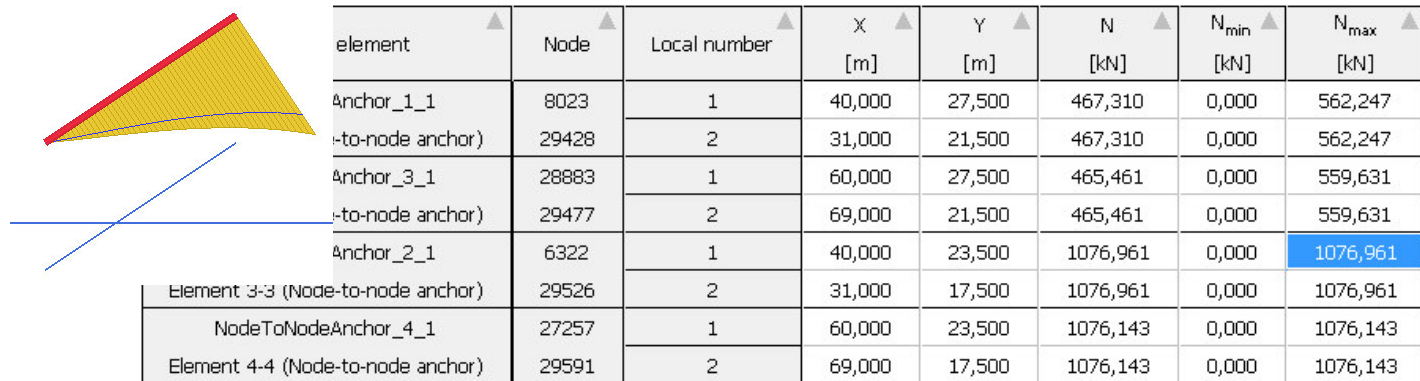 element Node Local number X Y N Nmin Nmax
[m] [m] [kN] [kN] [kN]
Anchor_1_1 8023 1 40,000 27,500 467,310 0,000 562,247
-to-node anchor) 29428 2 31,000 21,500 467,310 0,000 562,247
Anchor_3_1 28883 1 60,000 27,500 465,461 0,000 559,631
-to-node anchor) 29477 2 69,000 21,500 465,461 0,000 559,631
Anchor_2_1 6322 1 40,000 23,500 1076,961 0,000 1076,961
Element 3-3 (Node-to-node anchor) 29526 2 31,000 17,500 1076,961 0,000 1076,961
NodeToNodeAnchor_4_1 27257 1 60,000 23,500 1076,143 0,000 1076,143
Element 4-4 (Node-to-node anchor) 29591 2 69,000 17,500 1076,143 0,000 1076,143